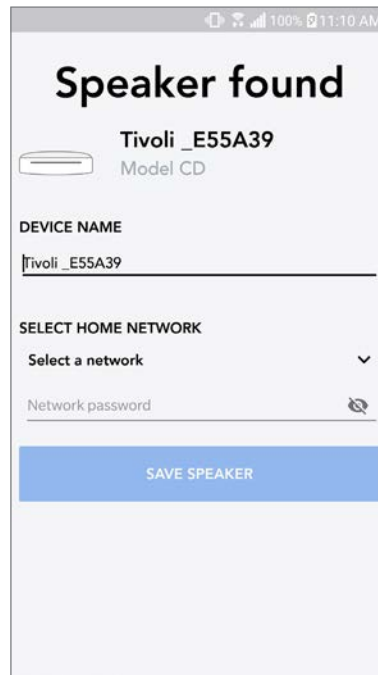 100% 11:10 AM
Speaker found
Tivoli _E55A39
Model CD
DEVICE NAME
Tivoli _E55A39
SELECT HOME NETWORK
Select a network
Network password
SAVE SPEAKER